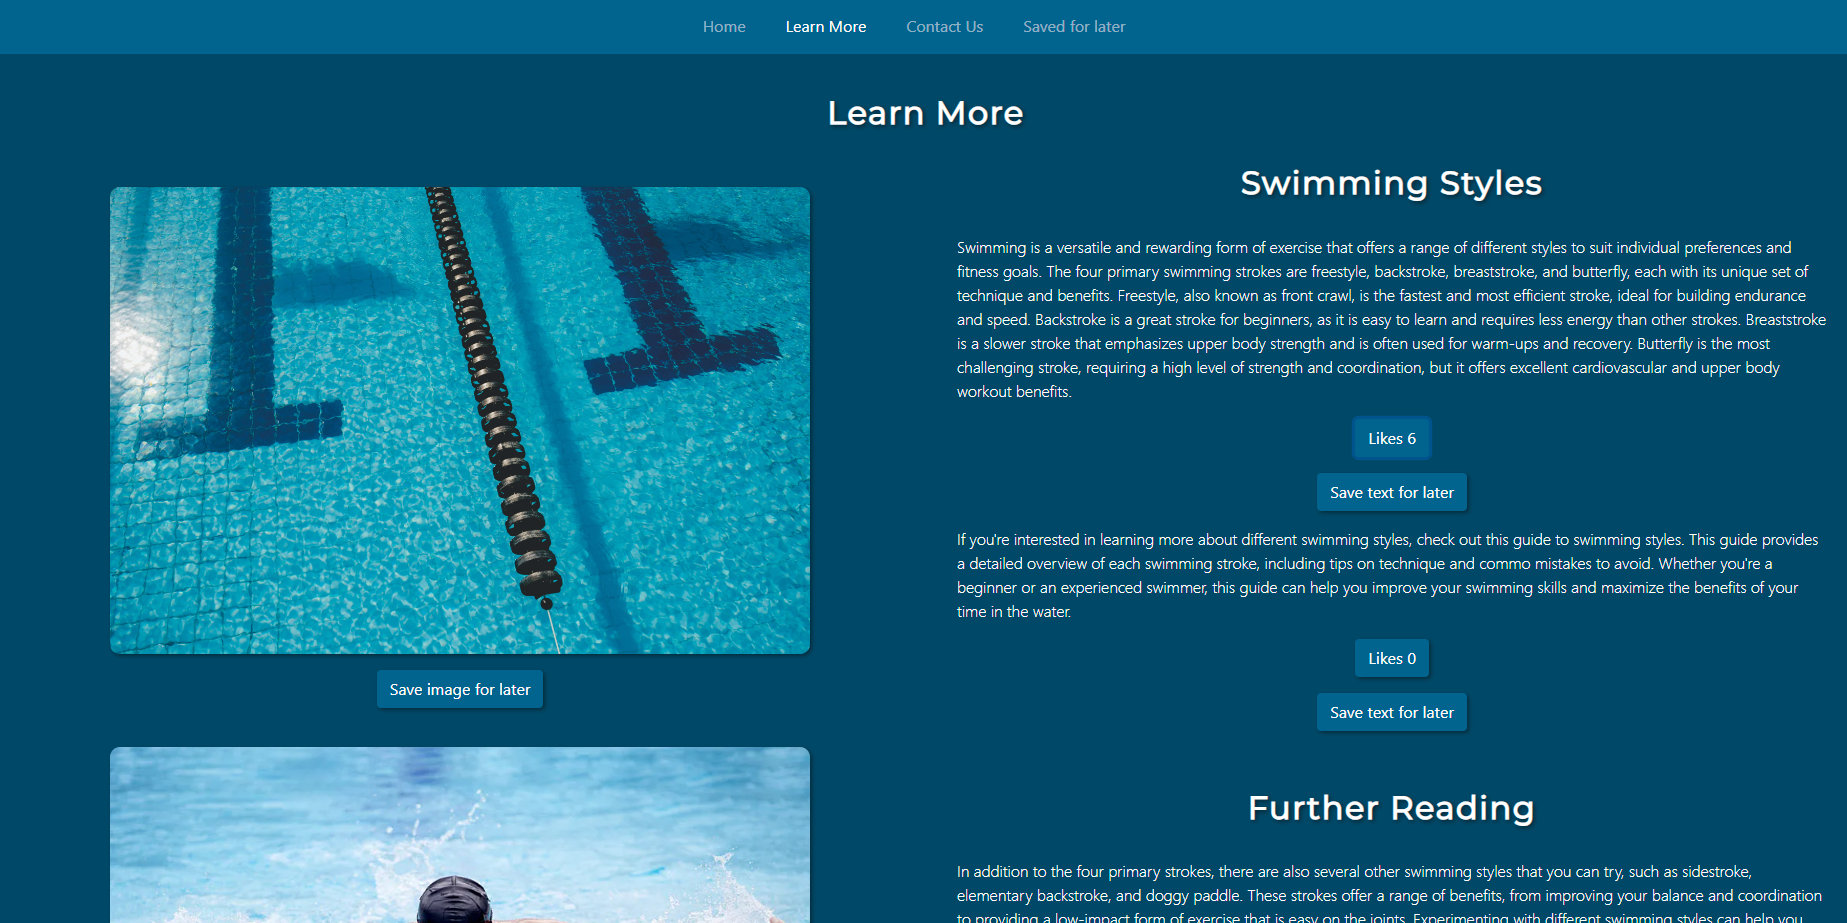 Home Learn More Contact Us Saved for later
Learn More
Save image for later
Swimming Styles
Swimming is a versatile and rewarding form of exercise that offers a range of different styles to suit individual preferences and
fitness goals. The four primary swimming strokes are freestyle, backstroke, breaststroke, and butterfly, each with its unique set of
technique and benefits. Freestyle, also known as front crawl, is the fastest and most efficient stroke, ideal for building endurance
and speed. Backstroke is a great stroke for beginners, as it is easy to learn and requires less energy than other strokes. Breaststroke
is a slower stroke that emphasizes upper body strength and is often used for warm-ups and recovery. Butterfly is the most
challenging stroke, requiring a high level of strength and coordination, but it offers excellent cardiovascular and upper body
workout benefits.
Likes 6
Save text for later
If you're interested in learning more about different swimming styles, check out this guide to swimming styles. This guide provides
a detailed overview of each swimming stroke, including tips on technique and commo mistakes to avoid. Whether you're a
beginner or an experienced swimmer, this guide can help you improve your swimming skills and maximize the benefits of your
time in the water.
Likes 0
Save text for later
Further Reading
In addition to the four primary strokes, there are also several other swimming styles that you can try, such as sidestroke,
elementary backstroke, and doggy paddle. These strokes offer a range of benefits, from improving your balance and coordination
to providing a low-impact form of exercise that is easy on the joints. Experimenting with different swimming styles can help you